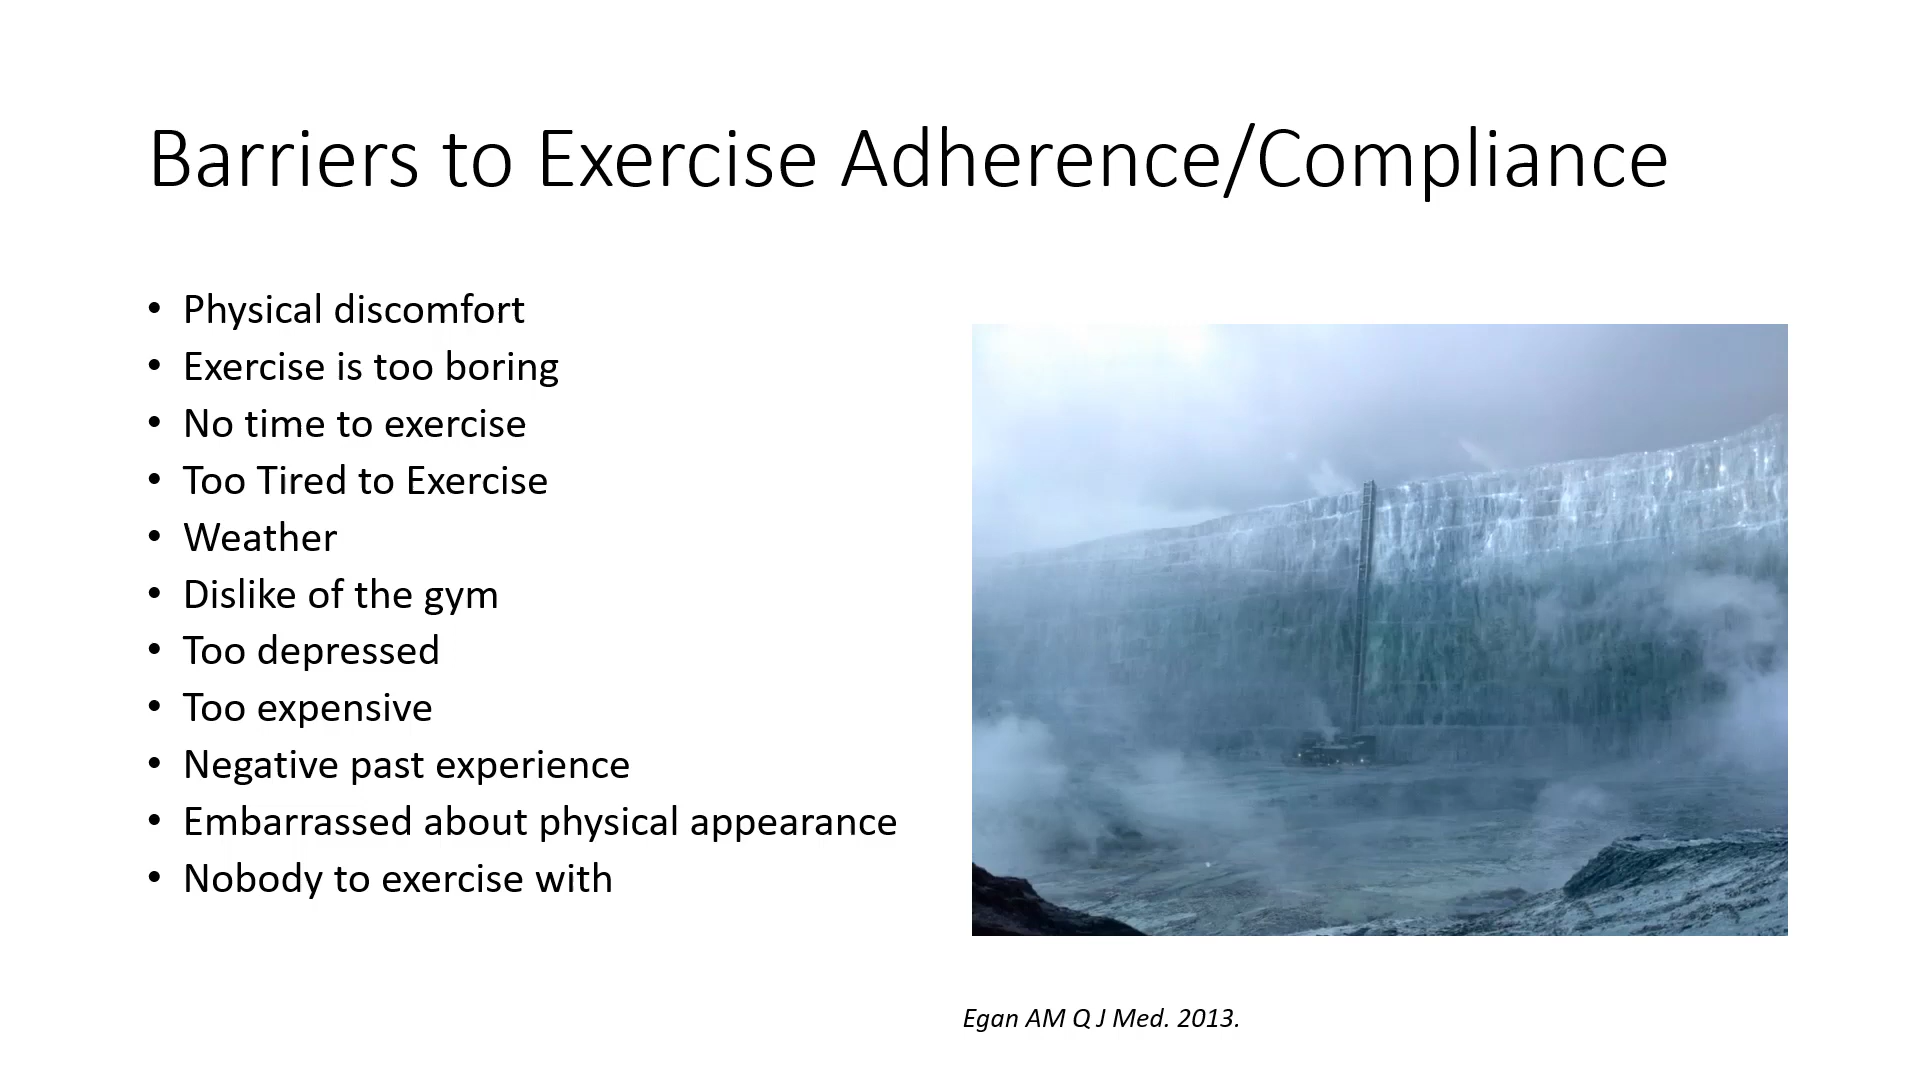 Barriers to Exercise Adherence/Compliance
• Physical discomfort
• Exercise is too boring
• No time to exercise
• Too Tired to Exercise
• Weather
• Dislike of the gym
• Too depressed
• Too expensive
• Negative past experience
• Embarrassed about physical appearance
• Nobody to exercise with
Egan AM Q J Med. 2013.